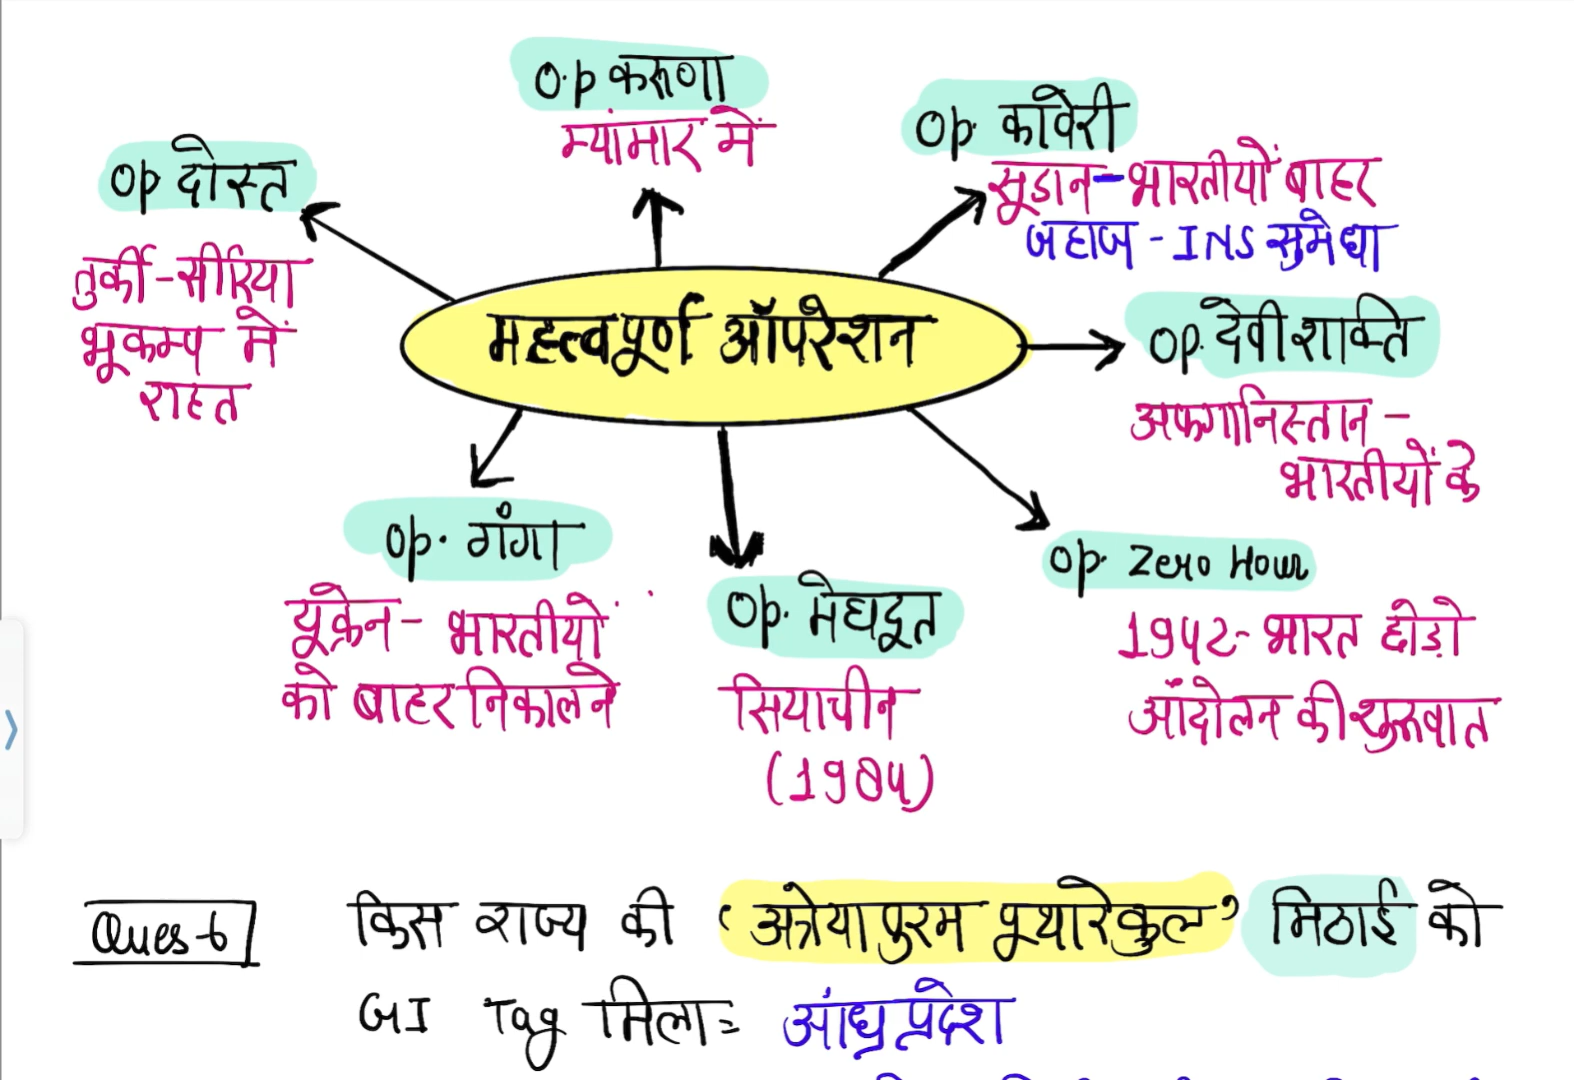 Op करूणा
म्यांमार में
Op. कावेरी
सूडान-भारतीयों बाहर
जहाज - INS सुमेधा
Op दोस्त
तुर्की-सीरिया
भूकम्प में
राहत
महत्वपूर्ण ऑपरेशन
Op. देवी शक्ति
अफगानिस्तान -
भारतीयों के
Op. गंगा
यूक्रेन - भारतीयों
को बाहर निकालने
Op. मेघदूत
सियाचीन
(1984)
Op. Zero Hour
1942- भारत छोड़ो
आंदोलन की शुरूवात
Ques-6 किस राज्य की 'अत्रेयापुरम पूथारेकुल' मिठाई को
GI Tag मिला= आंध्र प्रदेश